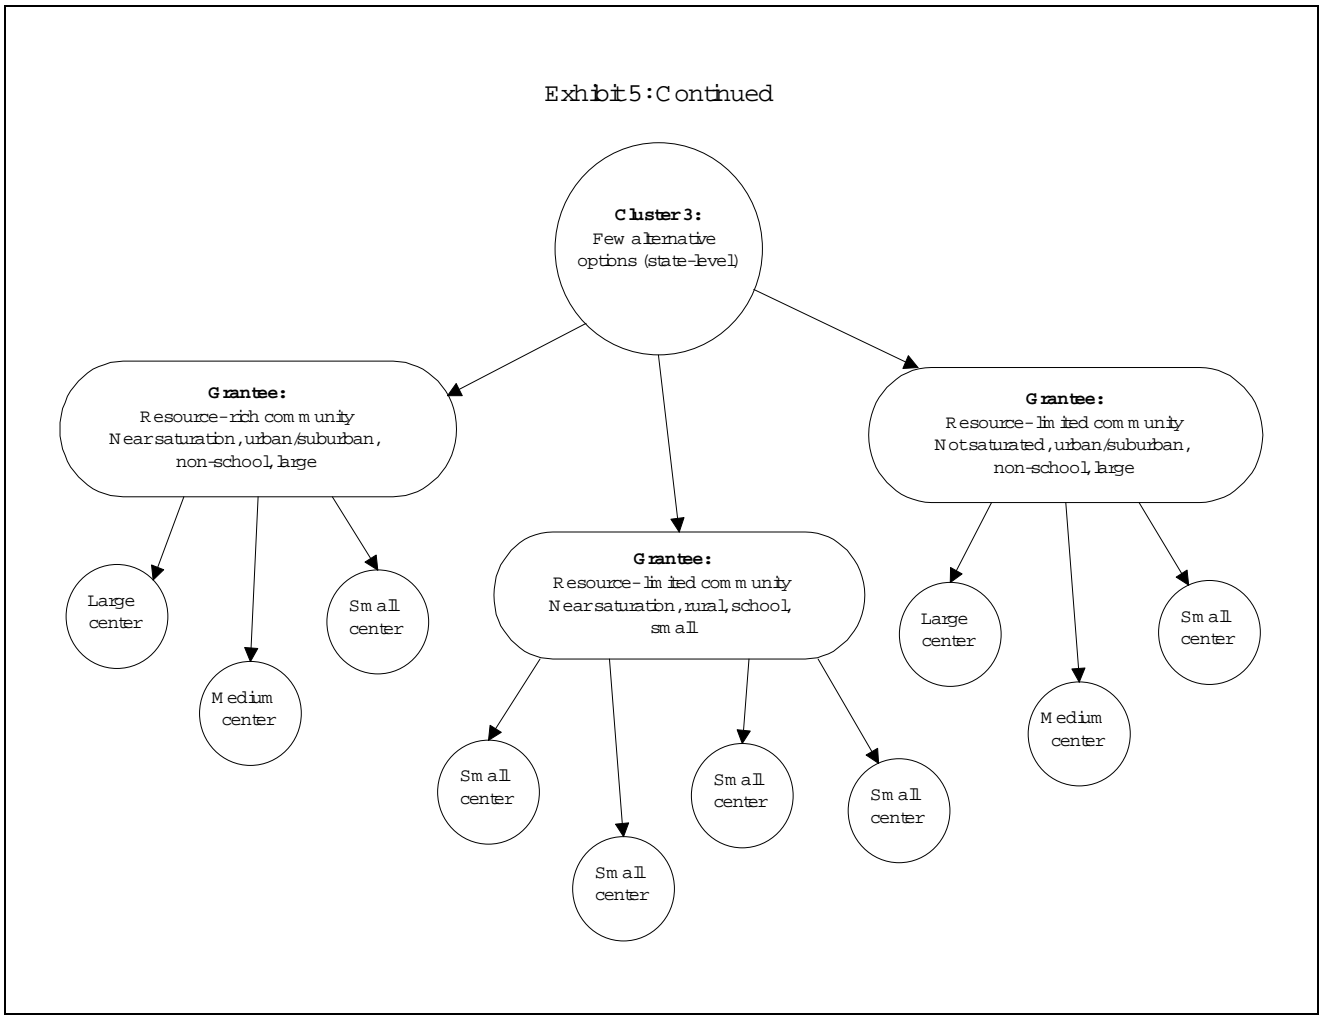 Exhibit 5: Continued
Cluster 3:
Few alternative
options (state-level)
Grantee:
Resource-rich community
Near saturation, urban/suburban,
non-school, large
Grantee:
Resource-limited community
Not saturated, urban/suburban,
non-school, large
Grantee:
Resource-limited community
Near saturation, rural, school,
small
Large
center
Medium
center
Small
center
Small
center
Small
center
Small
center
Small
center
Large
center
Medium
center
Small
center